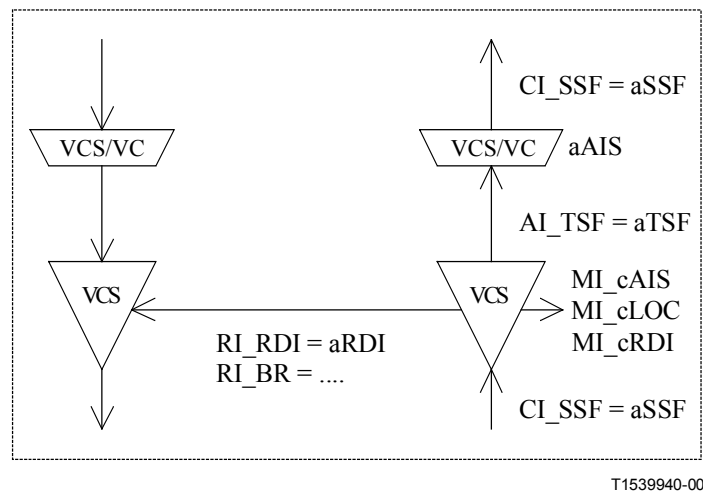 CI_SSF = aSSF
VCS/VC
VCS/VC
aAIS
AI_TSF = aTSF
VCS
VCS
MI_cAIS
MI_cLOC
MI_cRDI
RI_RDI = aRDI
RI_BR = ....
CI_SSF = aSSF
T1539940-00